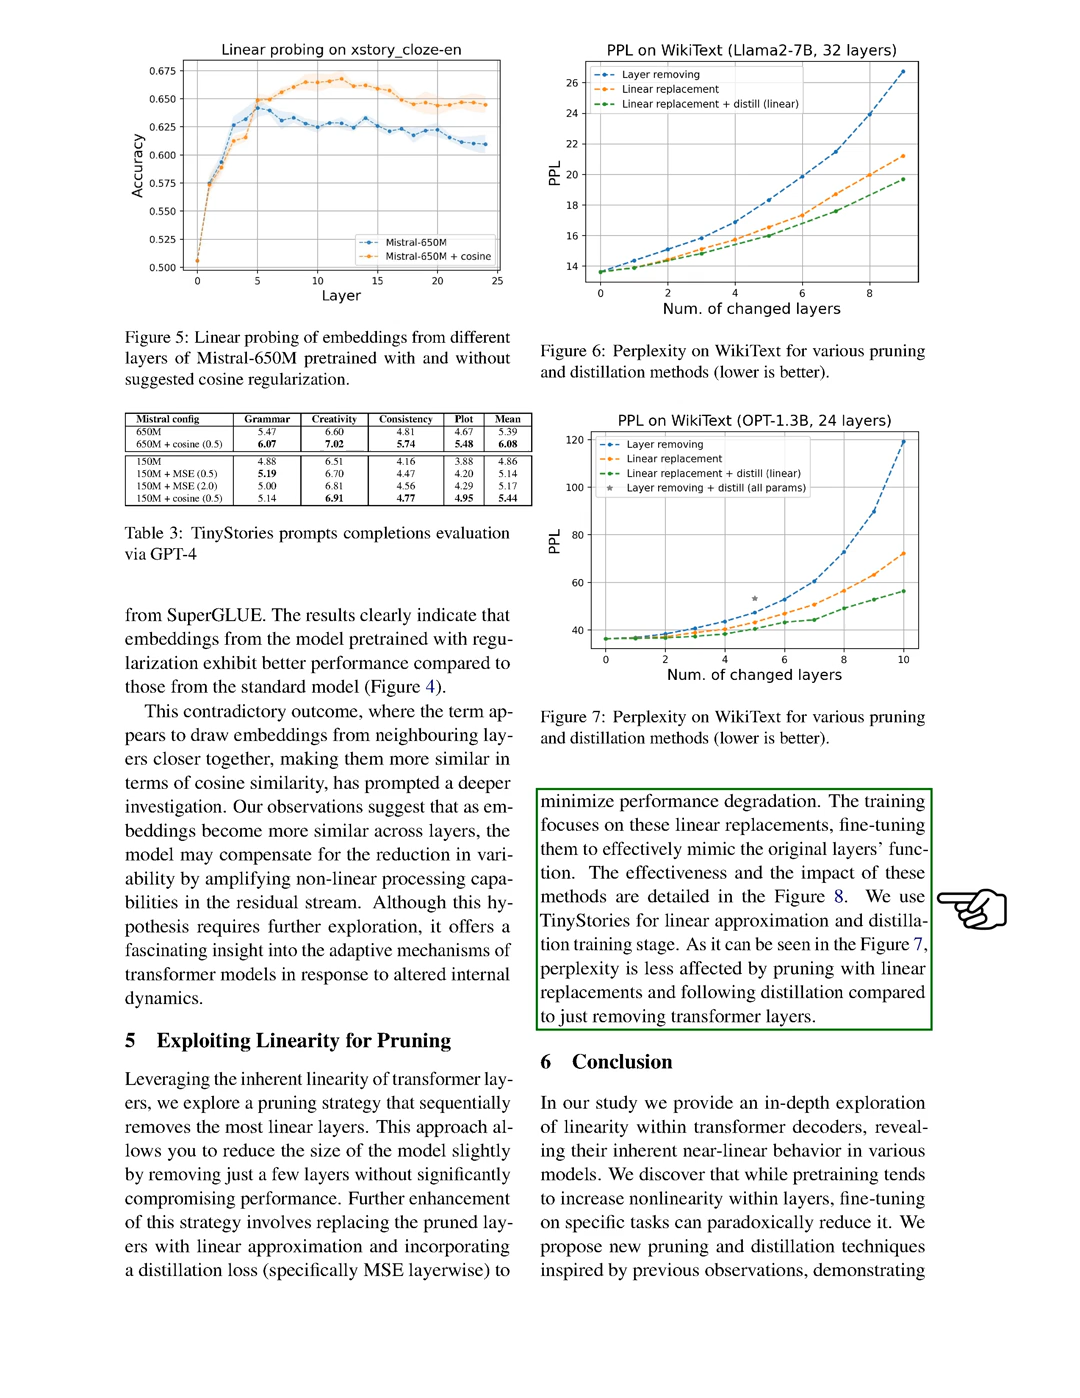 Linear probing on xstory_cloze-en
0.675
0.650
0.625
0.600
0.575
0.550
0.525
0.500
Accuracy
Mistral-650M
Mistral-650M + cosine
0 5 10 15 20 25
Layer
Figure 5: Linear probing of embeddings from different
layers of Mistral-650M pretrained with and without
suggested cosine regularization.
Mistral config Grammar Creativity Consistency Plot Mean
650M 5.47 6.60 4.81 4.67 5.39
650M + cosine (0.5) 6.07 7.02 5.74 5.48 6.08
150M 4.88 6.51 4.16 3.88 4.86
150M + MSE (0.5) 5.19 6.70 4.47 4.20 5.14
150M + MSE (2.0) 5.00 6.81 4.56 4.29 5.17
150M + cosine (0.5) 5.14 6.91 4.77 4.95 5.44
Table 3: TinyStories prompts completions evaluation
via GPT-4
from SuperGLUE. The results clearly indicate that
embeddings from the model pretrained with regu-
larization exhibit better performance compared to
those from the standard model (Figure 4).
This contradictory outcome, where the term ap-
pears to draw embeddings from neighbouring lay-
ers closer together, making them more similar in
terms of cosine similarity, has prompted a deeper
investigation. Our observations suggest that as em-
beddings become more similar across layers, the
model may compensate for the reduction in vari-
ability by amplifying non-linear processing capa-
bilities in the residual stream. Although this hy-
pothesis requires further exploration, it offers a
fascinating insight into the adaptive mechanisms of
transformer models in response to altered internal
dynamics.
5 Exploiting Linearity for Pruning
Leveraging the inherent linearity of transformer lay-
ers, we explore a pruning strategy that sequentially
removes the most linear layers. This approach al-
lows you to reduce the size of the model slightly
by removing just a few layers without significantly
compromising performance. Further enhancement
of this strategy involves replacing the pruned lay-
ers with linear approximation and incorporating
a distillation loss (specifically MSE layerwise) to
PPL on WikiText (Llama2-7B, 32 layers)
Layer removing
Linear replacement
Linear replacement + distill (linear)
26
24
22
20
18
16
14
PPL
0 2 4 6 8
Num. of changed layers
Figure 6: Perplexity on WikiText for various pruning
and distillation methods (lower is better).
PPL on WikiText (OPT-1.3B, 24 layers)
Layer removing
Linear replacement
Linear replacement + distill (linear)
Layer removing + distill (all params)
120
100
80
60
40
PPL
0 2 4 6 8 10
Num. of changed layers
Figure 7: Perplexity on WikiText for various pruning
and distillation methods (lower is better).
minimize performance degradation. The training
focuses on these linear replacements, fine-tuning
them to effectively mimic the original layers' func-
tion. The effectiveness and the impact of these
methods are detailed in the Figure 8. We use
TinyStories for linear approximation and distilla-
tion training stage. As it can be seen in the Figure 7,
perplexity is less affected by pruning with linear
replacements and following distillation compared
to just removing transformer layers.
6 Conclusion
In our study we provide an in-depth exploration
of linearity within transformer decoders, reveal-
ing their inherent near-linear behavior in various
models. We discover that while pretraining tends
to increase nonlinearity within layers, fine-tuning
on specific tasks can paradoxically reduce it. We
propose new pruning and distillation techniques
inspired by previous observations, demonstrating